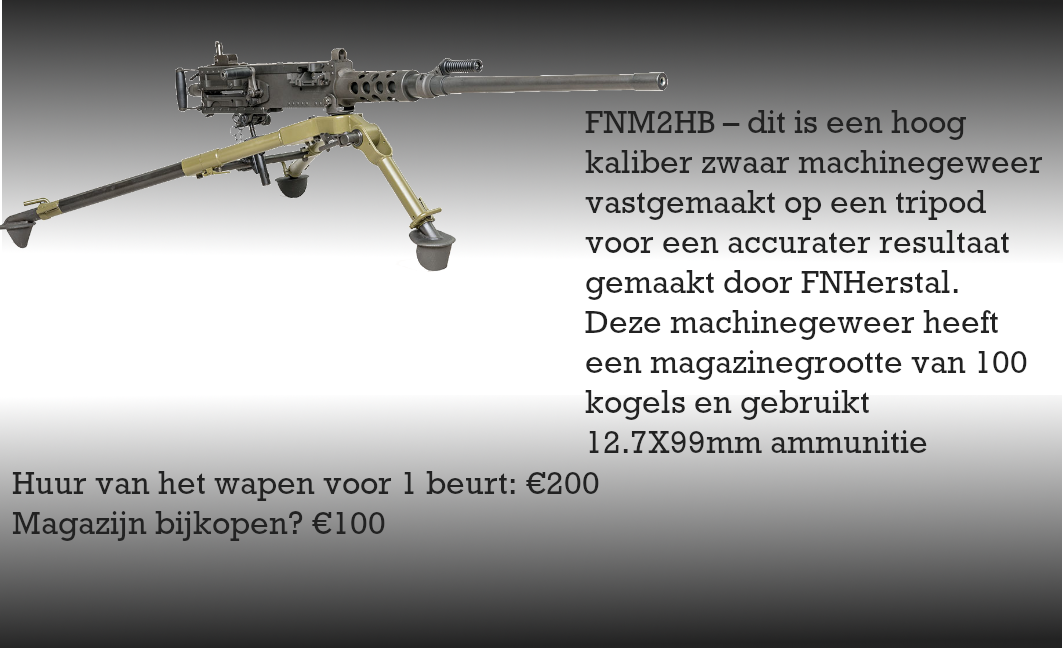 FNM2HB – dit is een hoog
kaliber zwaar machinegeweer
vastgemaakt op een tripod
voor een accurater resultaat
gemaakt door FNHerstal.
Deze machinegeweer heeft
een magazinegrootte van 100
kogels en gebruikt
12.7X99mm ammunitie
Huur van het wapen voor 1 beurt: €200
Magazijn bijkopen? €100